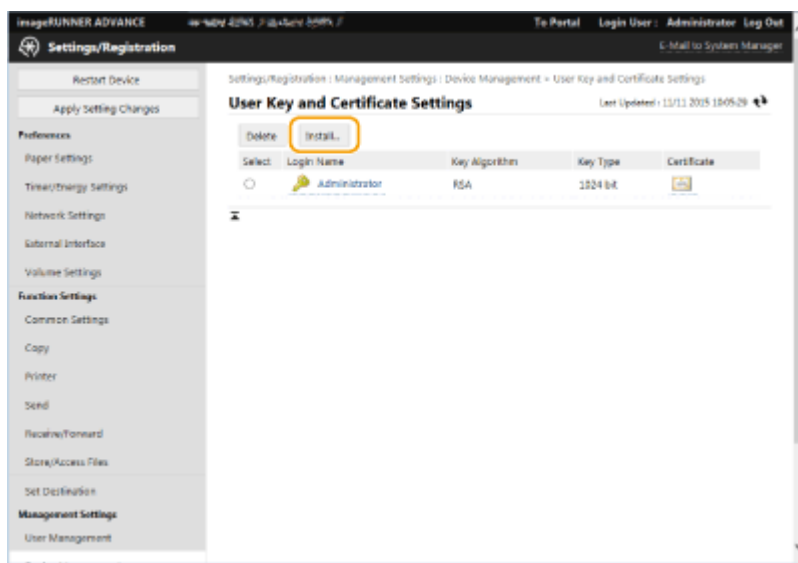 imageRUNNER ADVANCE
To Portal Login User : Administrator Log Out
Settings/Registration
E-Mail to System Manager
Restart Device
Apply Setting Changes
Preferences
Paper Settings
Timer/Energy Settings
Network Settings
External Interface
Volume Settings
Function Settings
Common Settings
Copy
Printer
Send
Receive/Forward
Store/Access Files
Set Destination
Management Settings
User Management
Settings/Registration : Management Settings : Device Management > User Key and Certificate Settings
User Key and Certificate Settings
Last Updated : 11/11 2015 10:05:29
Delete Install...
Select Login Name Key Algorithm Key Type Certificate
Administrator RSA 1024 bit